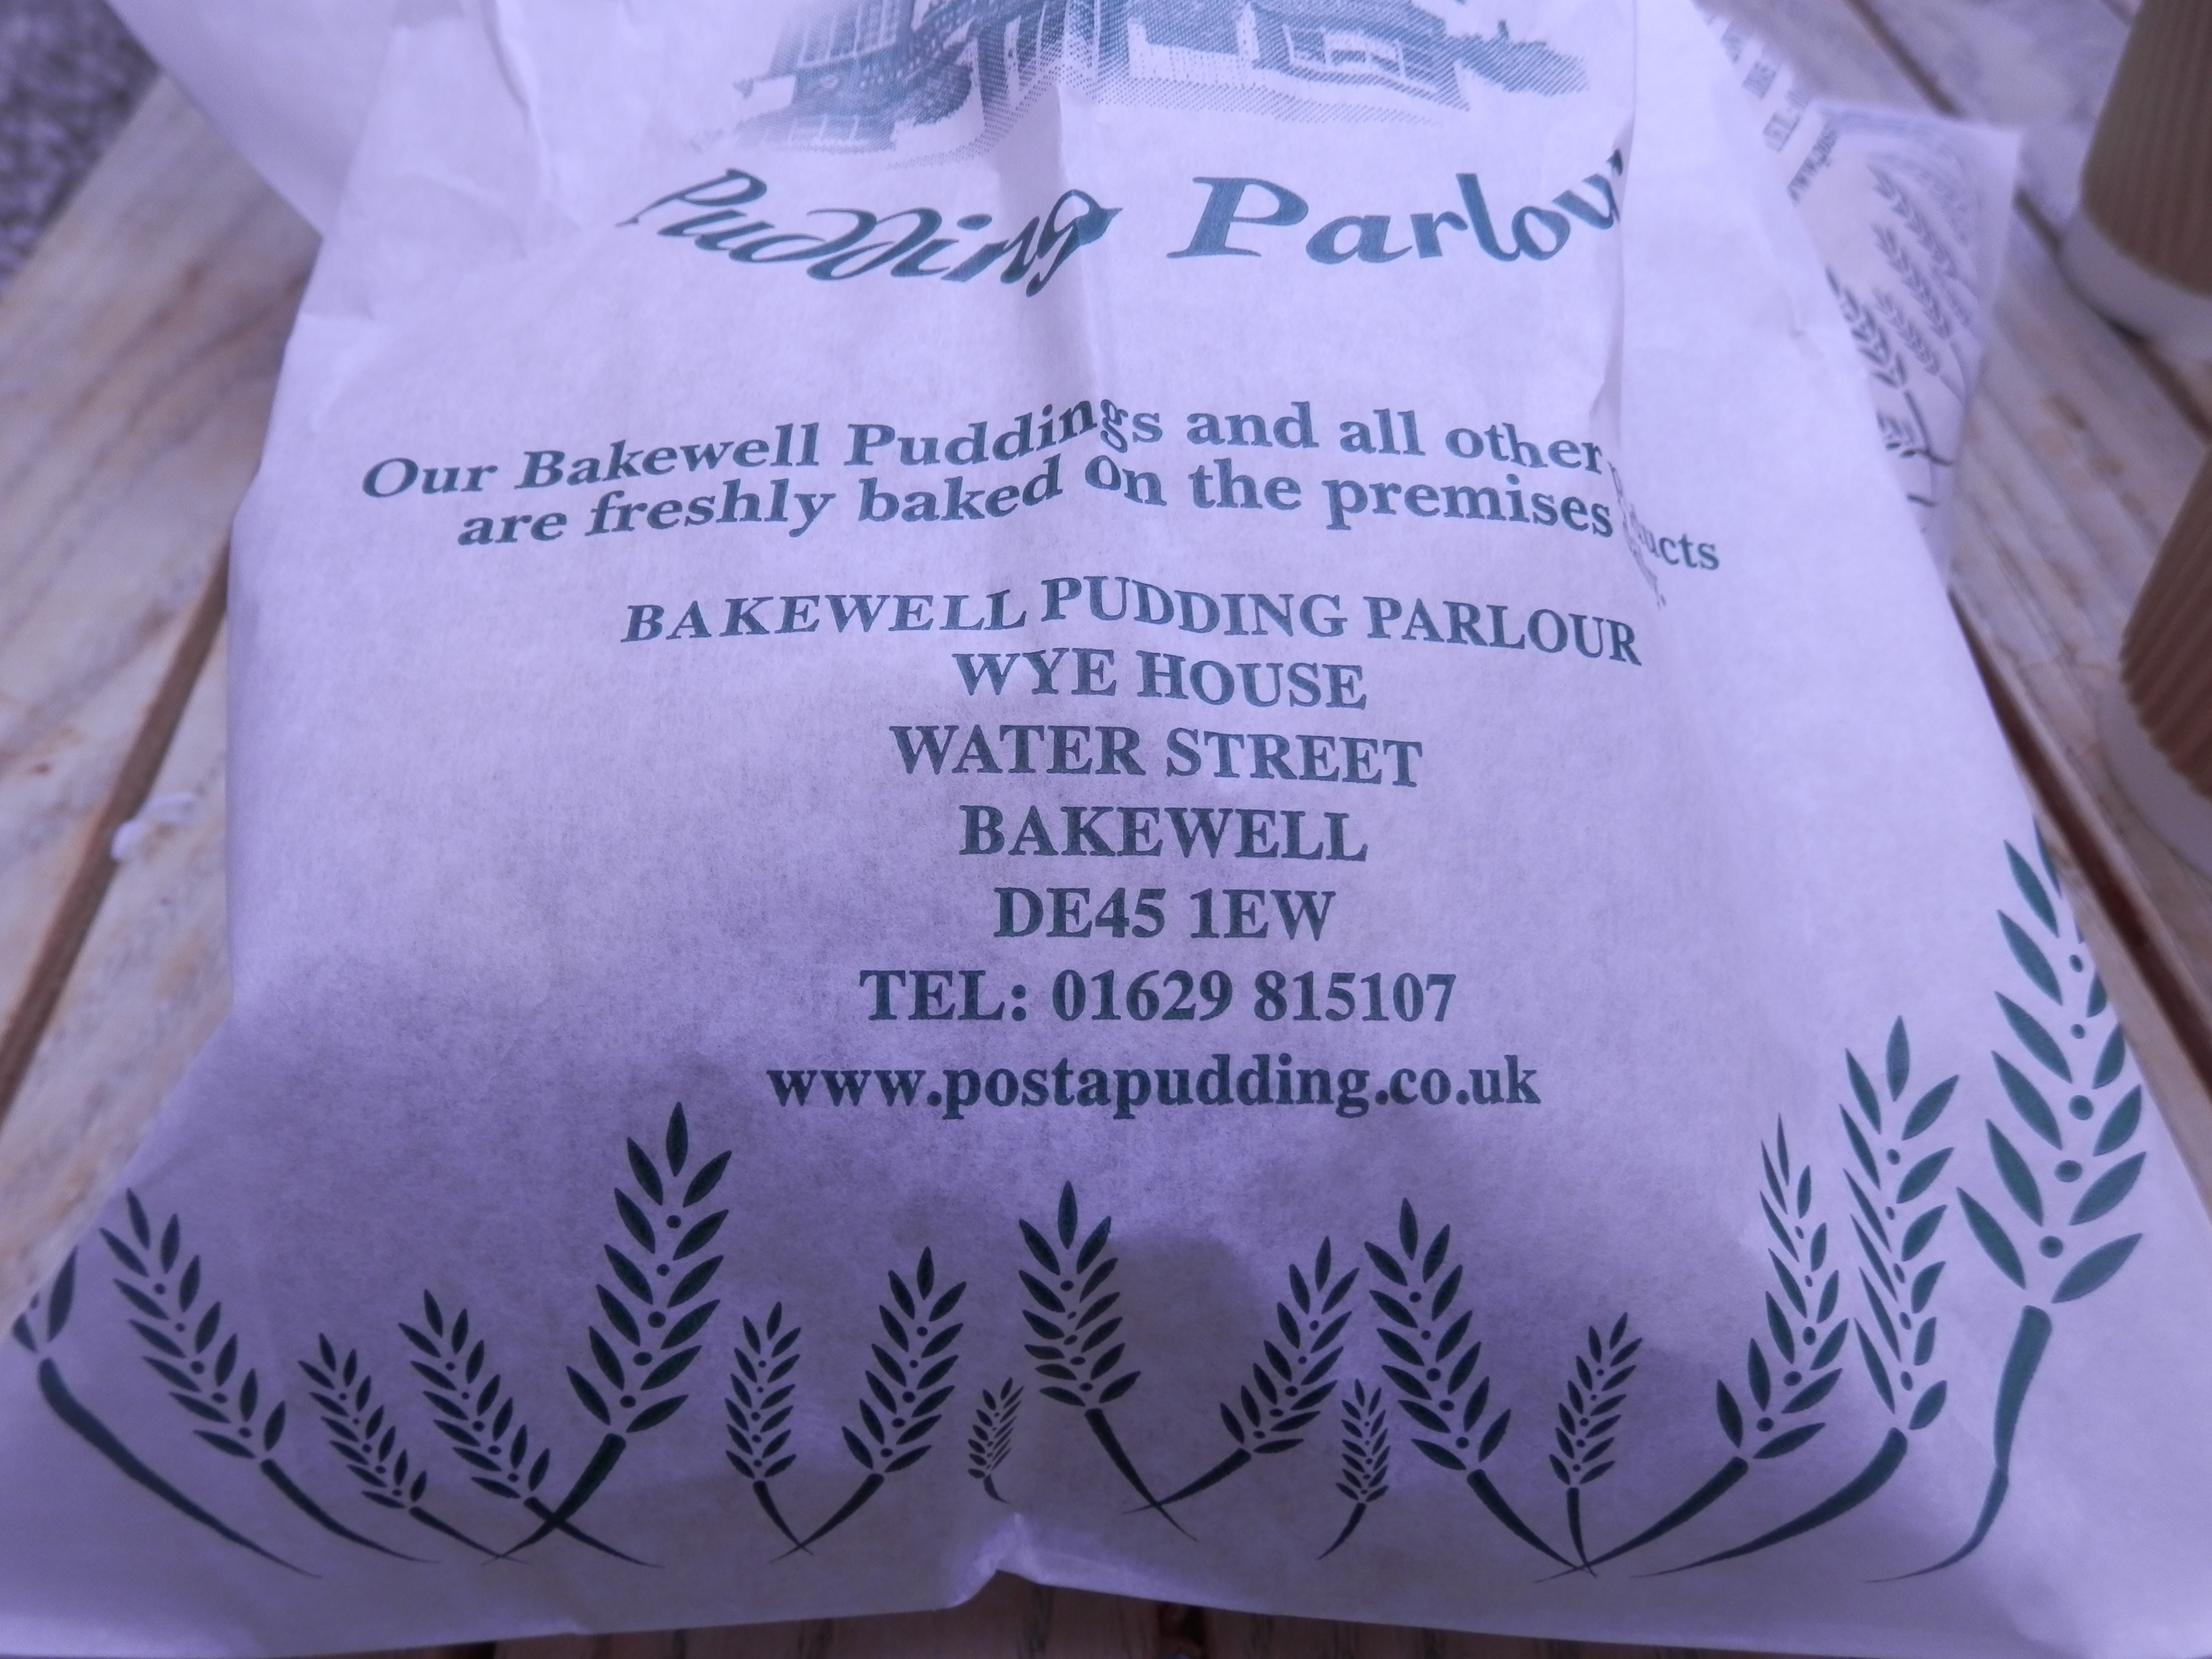 Pudding Parlour
Our Bakewell Puddings and all other products
are freshly baked on the premises
BAKEWELL PUDDING PARLOUR
WYE HOUSE
WATER STREET
BAKEWELL
DE45 1EW
TEL: 01629 815107
www.postapudding.co.uk